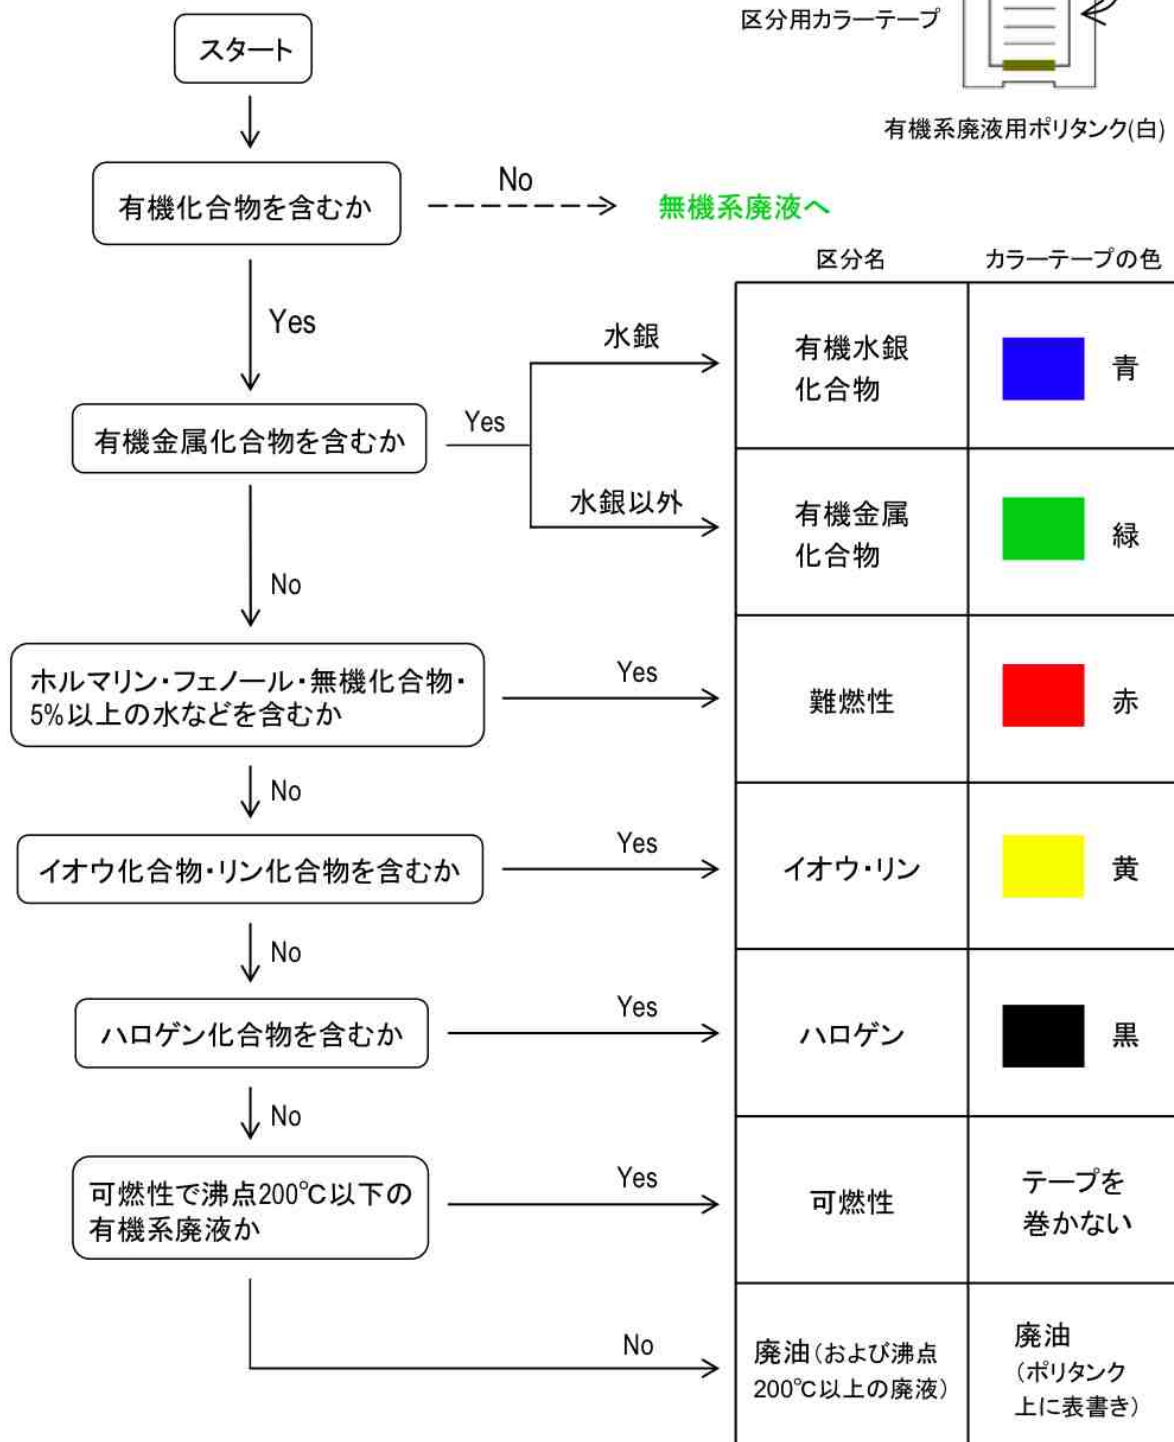 区分用カラーテープ
有機系廃液用ポリタンク(白)
スタート
有機化合物を含むか
No
無機系廃液へ
Yes
区分名
カラーテープの色
有機金属化合物を含むか
Yes
水銀
有機水銀
化合物
青
水銀以外
有機金属
化合物
緑
No
ホルマリン・フェノール・無機化合物・
5%以上の水などを含むか
Yes
難燃性
赤
No
イオウ化合物・リン化合物を含むか
Yes
イオウ・リン
黄
No
ハロゲン化合物を含むか
Yes
ハロゲン
黒
No
可燃性で沸点200℃以下の
有機系廃液か
Yes
可燃性
テープを
巻かない
No
廃油(および沸点
200℃以上の廃液)
廃油
(ポリタンク
上に表書き)